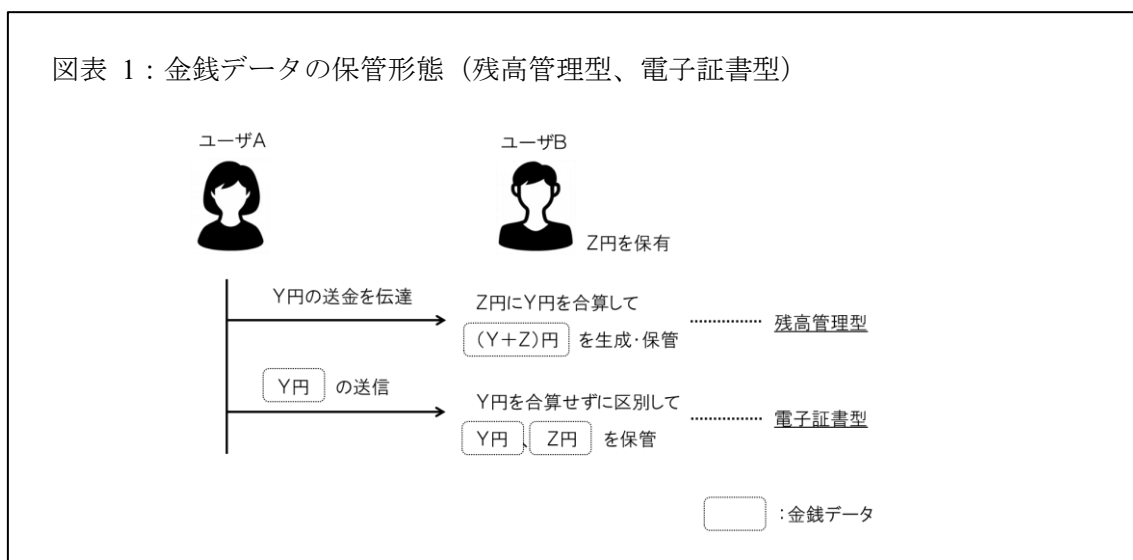 図表 1：金銭データの保管形態（残高管理型、電子証書型）
ユーザA
ユーザB
Z円を保有
Y円の送金を伝達
Z円にY円を合算して
(Y＋Z)円 を生成・保管
残高管理型
Y円 の送信
Y円を合算せずに区別して
Y円、Z円 を保管
電子証書型
：金銭データ